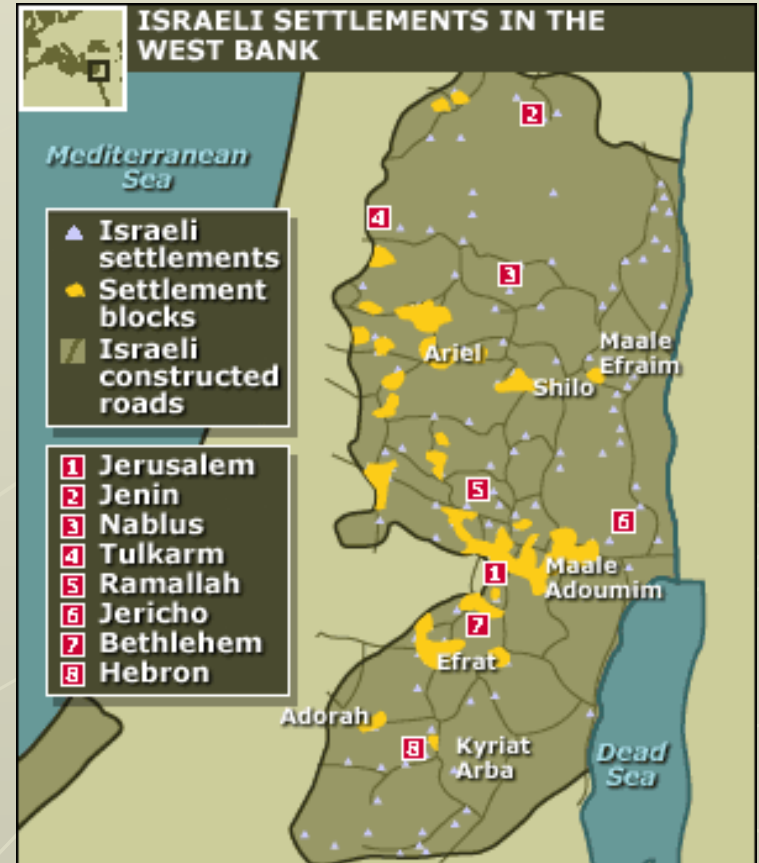 ISRAELI SETTLEMENTS IN THE
WEST BANK
Mediterranean
Sea
Israeli
settlements
Settlement
blocks
Israeli
constructed
roads
1 Jerusalem
2 Jenin
3 Nablus
4 Tulkarm
5 Ramallah
6 Jericho
7 Bethlehem
8 Hebron
2
4
3
Ariel
Maale
Efraim
Shilo
5
6
1
Maale
Adoumim
7
Efrat
Adorah
8
Kyriat
Arba
Dead
Sea